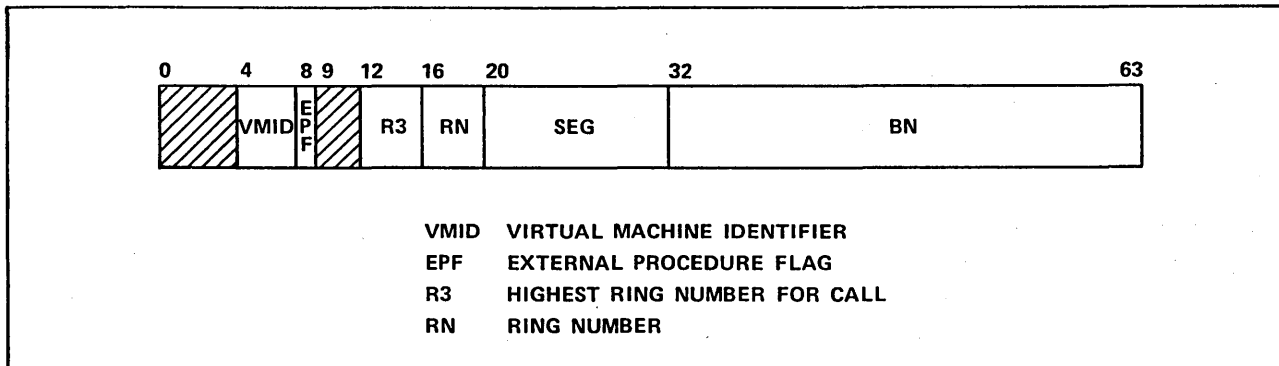 0 4 8 9 12 16 20 32 63
VMID EPF R3 RN SEG BN
VMID VIRTUAL MACHINE IDENTIFIER
EPF EXTERNAL PROCEDURE FLAG
R3 HIGHEST RING NUMBER FOR CALL
RN RING NUMBER